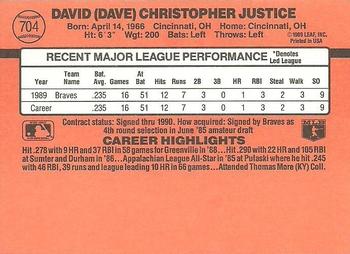 704
DAVID (DAVE) CHRISTOPHER JUSTICE
Born: April 14, 1966 Cincinnati, OH Home: Cincinnati, OH
Ht: 6'3" Wgt: 200 Bats: Left Throws: Left
©1989 LEAF, INC.
Printed in USA
RECENT MAJOR LEAGUE PERFORMANCE *Denotes Led League
Year BA G AB Hits Runs 2B 3B HR RBI Steal Walks SO
1989 Braves .235 16 51 12 7 3 0 1 3 2 3 9
Career .235 16 51 12 7 3 0 1 3 2 3 9
Contract status: Signed thru 1990. How acquired: Signed by Braves as
4th round selection in June '85 amateur draft
CAREER HIGHLIGHTS
Hit .278 with 9 HR and 37 RBI in 58 games for Greenville in '88... Hit .290 with 22 HR and 105 RBI
at Sumter and Durham in '86... Appalachian League All-Star in '85 at Pulaski where he hit .245
with 46 RBI, 39 runs and league leading 10 HR in 66 games... Attended Thomas More (KY) Coll.